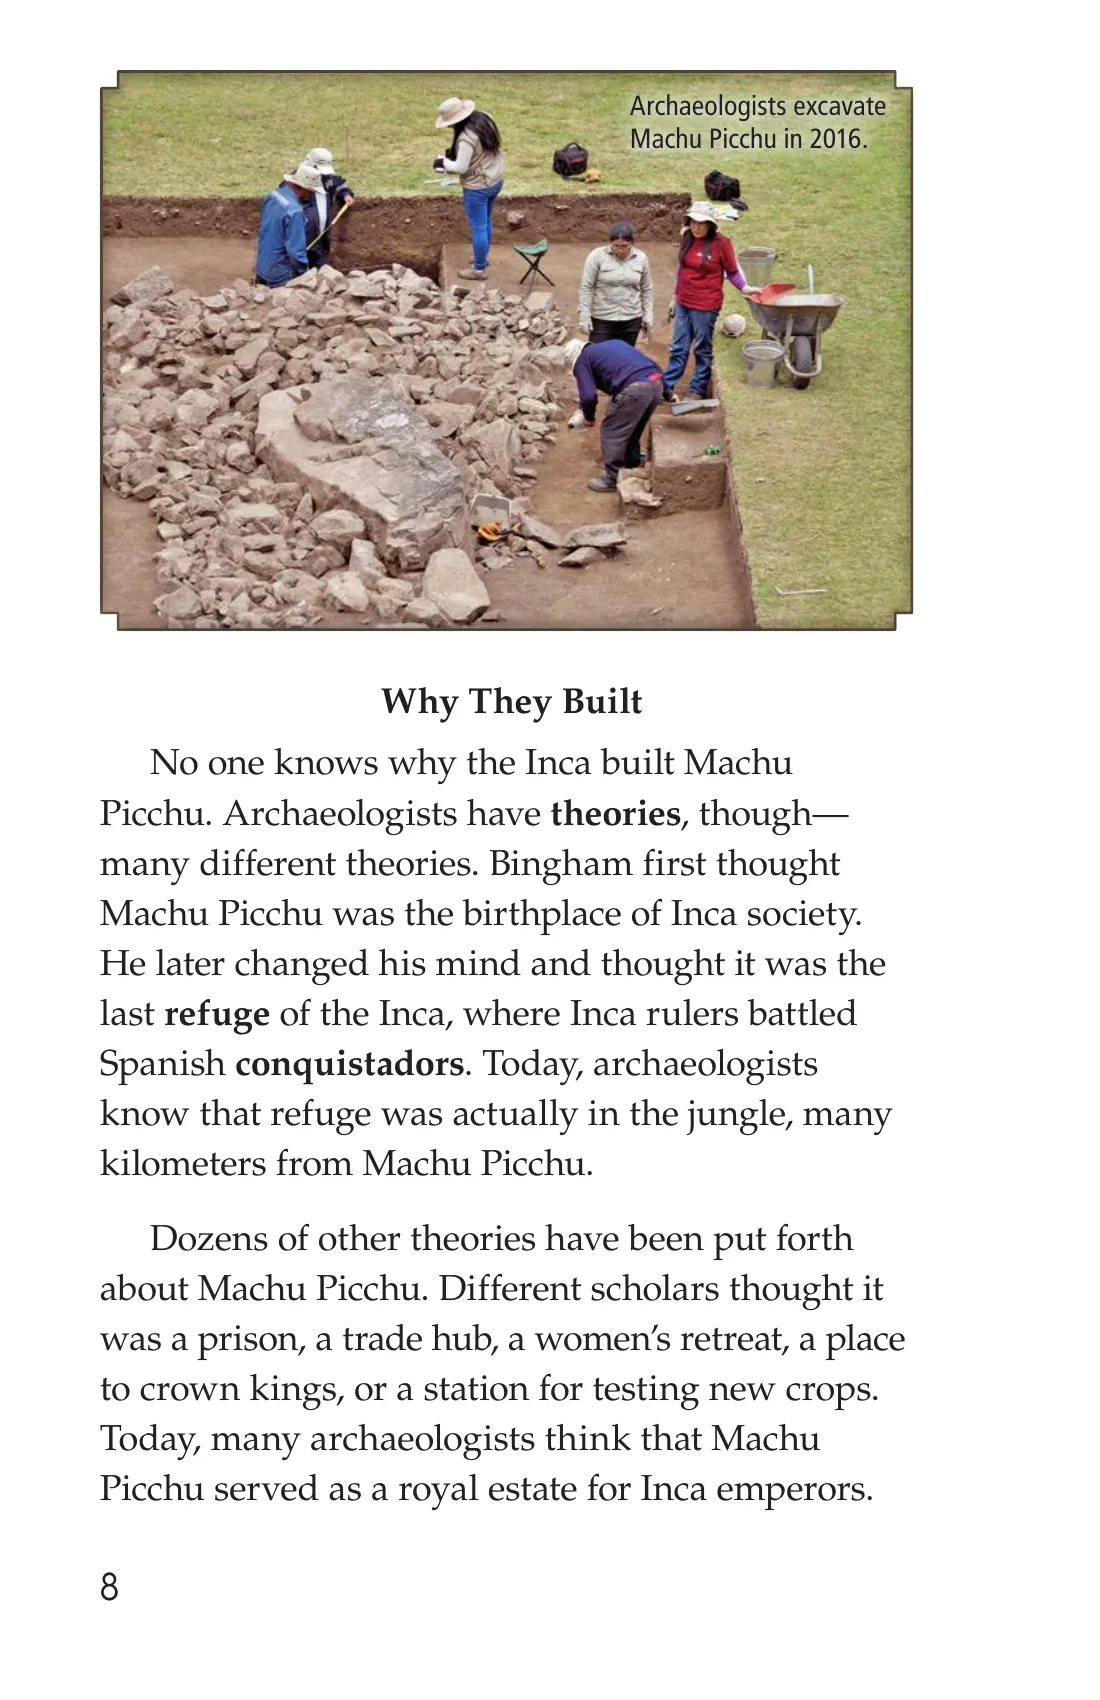 Archaeologists excavate
Machu Picchu in 2016.
Why They Built
No one knows why the Inca built Machu
Picchu. Archaeologists have theories, though—
many different theories. Bingham first thought
Machu Picchu was the birthplace of Inca society.
He later changed his mind and thought it was the
last refuge of the Inca, where Inca rulers battled
Spanish conquistadors. Today, archaeologists
know that refuge was actually in the jungle, many
kilometers from Machu Picchu.
Dozens of other theories have been put forth
about Machu Picchu. Different scholars thought it
was a prison, a trade hub, a women’s retreat, a place
to crown kings, or a station for testing new crops.
Today, many archaeologists think that Machu
Picchu served as a royal estate for Inca emperors.
8